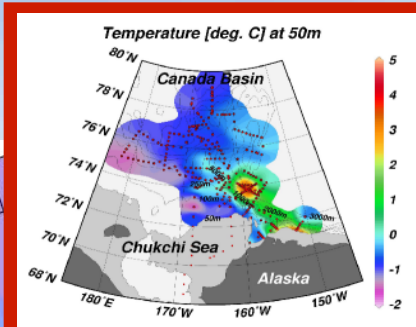 Temperature [deg. C] at 50m
80˚N
Canada Basin
78˚N
76˚N
74˚N
72˚N
70˚N
68˚N
100m
50m
2000m
3000m
Chukchi Sea
Alaska
180˚E
170˚W
160˚W
150˚W
5
4
3
2
1
0
-1
-2